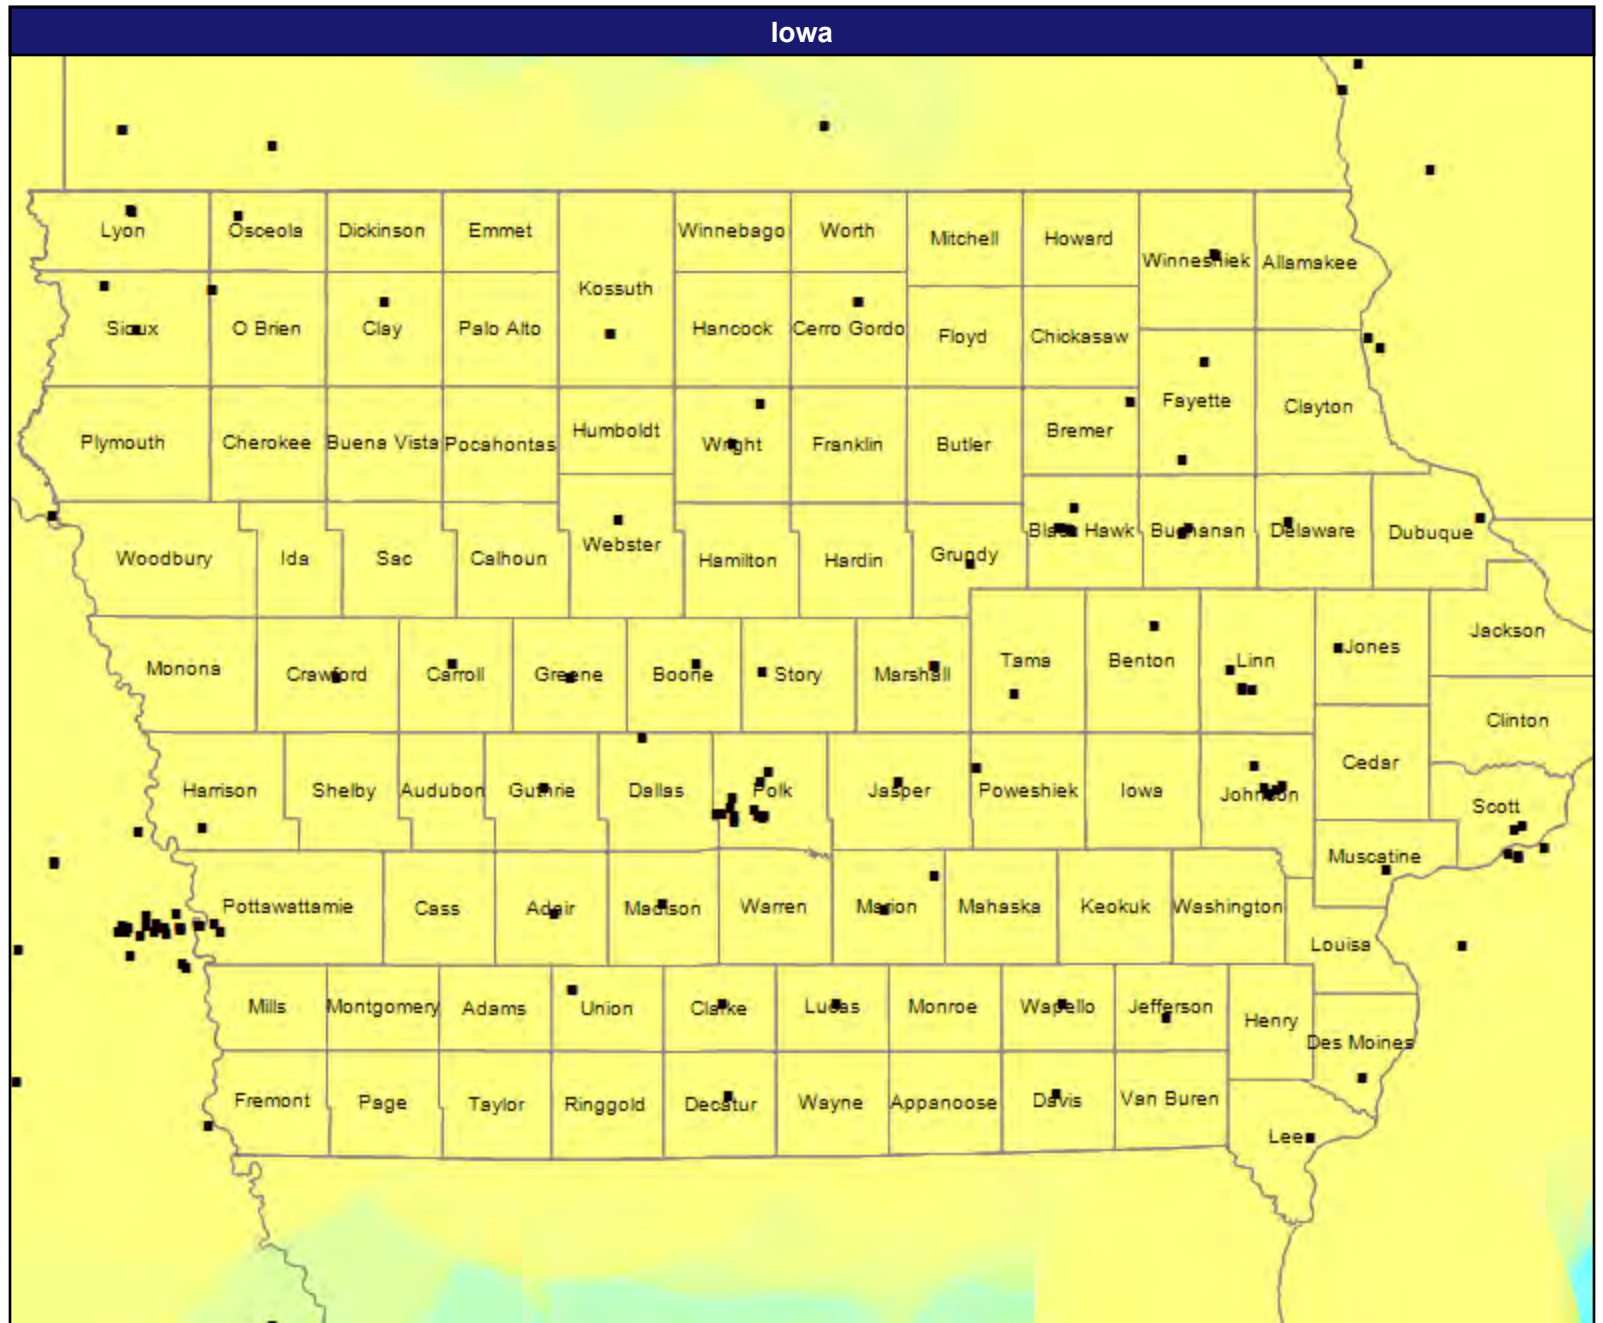 Iowa
Lyon
Osceola
Dickinson
Emmet
Kossuth
Winnebago
Worth
Mitchell
Howard
Winneshiek
Allamakee
Sioux
O Brien
Clay
Palo Alto
Hancock
Cerro Gordo
Floyd
Chickasaw
Fayette
Clayton
Plymouth
Cherokee
Buena Vista
Pocahontas
Humboldt
Wright
Franklin
Butler
Bremer
Woodbury
Ida
Sac
Calhoun
Webster
Hamilton
Hardin
Grundy
Black Hawk
Buchanan
Delaware
Dubuque
Monona
Crawford
Carroll
Greene
Boone
Story
Marshall
Tama
Benton
Linn
Jones
Jackson
Clinton
Harrison
Shelby
Audubon
Guthrie
Dallas
Polk
Jasper
Poweshiek
Iowa
Johnson
Cedar
Scott
Muscatine
Pottawattamie
Cass
Adair
Madison
Warren
Marion
Mahaska
Keokuk
Washington
Louisa
Mills
Montgomery
Adams
Union
Clarke
Lucas
Monroe
Wapello
Jefferson
Henry
Des Moines
Fremont
Page
Taylor
Ringgold
Decatur
Wayne
Appanoose
Davis
Van Buren
Lee